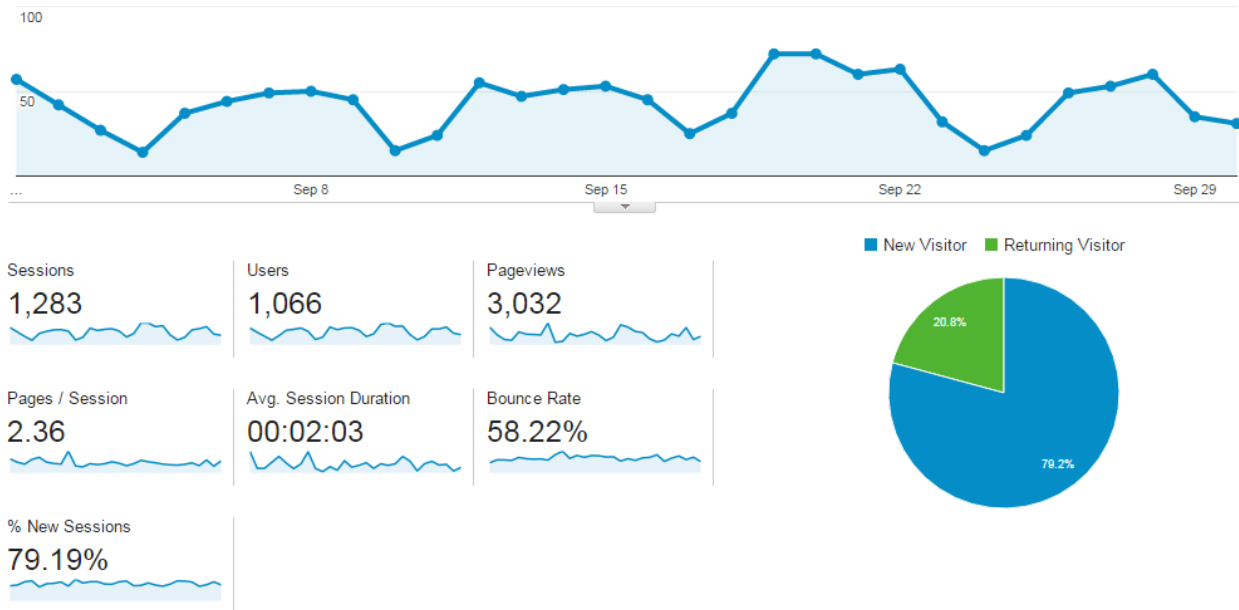 100
50
... Sep 8 Sep 15 Sep 22 Sep 29
New Visitor Returning Visitor
Sessions Users Pageviews
1,283 1,066 3,032
20.8%
Pages / Session Avg. Session Duration Bounce Rate
2.36 00:02:03 58.22%
79.2%
% New Sessions
79.19%